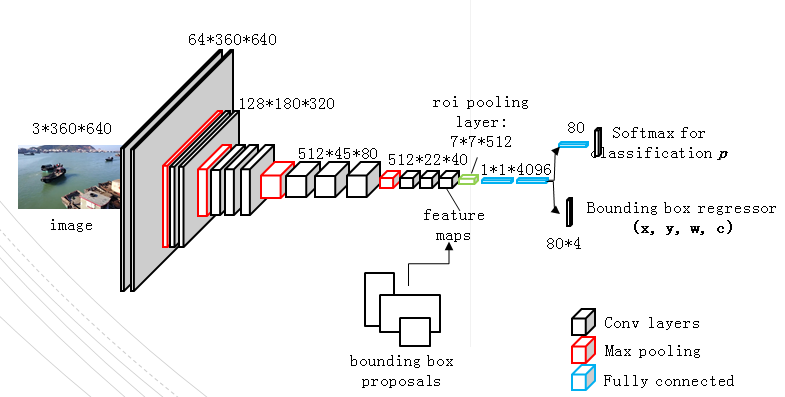 64*360*640
128*180*320
3*360*640
image
512*45*80
512*22*40
roi pooling
layer:
7*7*512
1*1*4096
80
Softmax for
classification p
feature
maps
Bounding box regressor
(x, y, w, c)
80*4
bounding box
proposals
Conv layers
Max pooling
Fully connected